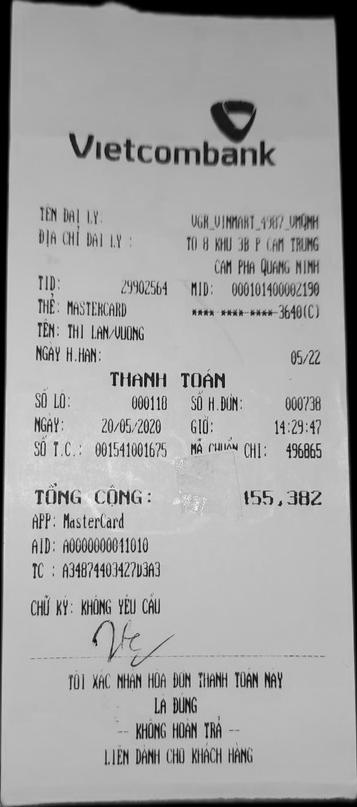 Vietcombank
TÊN ĐẠI LÝ: VGR_VINMART_4987_VMQNH
ĐỊA CHỈ ĐẠI LÝ : TO 8 KHU 3B P CAM TRUNG
CAM PHA QUANG NINH
TID: 29902564 MID: 000101400002190
THẺ: MASTERCARD **** **** ****-3640(C)
TÊN: THI LAN/VUONG
NGÀY H.HẠN: 05/22
THANH TOÁN
SỐ LÔ: 000118 SỐ H.ĐƠN: 000738
NGÀY: 20/05/2020 GIỜ: 14:29:47
SỐ T.C.: 001541001675 MÃ CHUẨN CHI: 496865
TỔNG CỘNG: 455,382
APP: MasterCard
AID: A0000000041010
TC : A34874403427D3A3
CHỮ KÝ: KHÔNG YÊU CẦU
TÔI XÁC NHẬN HÓA ĐƠN THANH TOÁN NÀY
LÀ ĐÚNG
-- KHÔNG HOÀN TRẢ --
LIÊN DÀNH CHO KHÁCH HÀNG